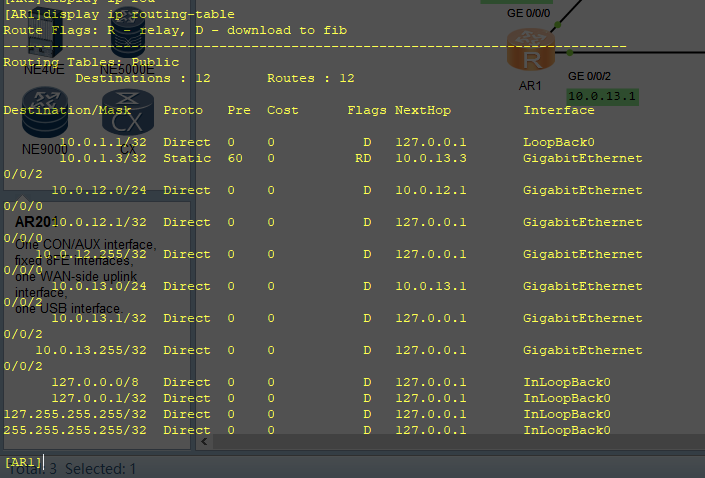 [AR1]display ip rou
[AR1]display ip routing-table
Route Flags: R - relay, D - download to fib
------------------------------------------------------------------------------
Routing Tables: Public
Destinations : 12 Routes : 12
Destination/Mask Proto Pre Cost Flags NextHop Interface
10.0.1.1/32 Direct 0 0 D 127.0.0.1 LoopBack0
10.0.1.3/32 Static 60 0 RD 10.0.13.3 GigabitEthernet
0/0/2
10.0.12.0/24 Direct 0 0 D 10.0.12.1 GigabitEthernet
0/0/0
10.0.12.1/32 Direct 0 0 D 127.0.0.1 GigabitEthernet
0/0/0
10.0.12.255/32 Direct 0 0 D 127.0.0.1 GigabitEthernet
0/0/0
10.0.13.0/24 Direct 0 0 D 10.0.13.1 GigabitEthernet
0/0/2
10.0.13.1/32 Direct 0 0 D 127.0.0.1 GigabitEthernet
0/0/2
10.0.13.255/32 Direct 0 0 D 127.0.0.1 GigabitEthernet
0/0/2
127.0.0.0/8 Direct 0 0 D 127.0.0.1 InLoopBack0
127.0.0.1/32 Direct 0 0 D 127.0.0.1 InLoopBack0
127.255.255.255/32 Direct 0 0 D 127.0.0.1 InLoopBack0
255.255.255.255/32 Direct 0 0 D 127.0.0.1 InLoopBack0
[AR1]
GE 0/0/0
R
AR1
GE 0/0/2
10.0.13.1
NE40E
NE5000E
NE9000
CX
CX
AR201
One CON/AUX interface,
fixed 8FE interfaces,
one WAN-side uplink
interface,
one USB interface.
Total: 3 Selected: 1